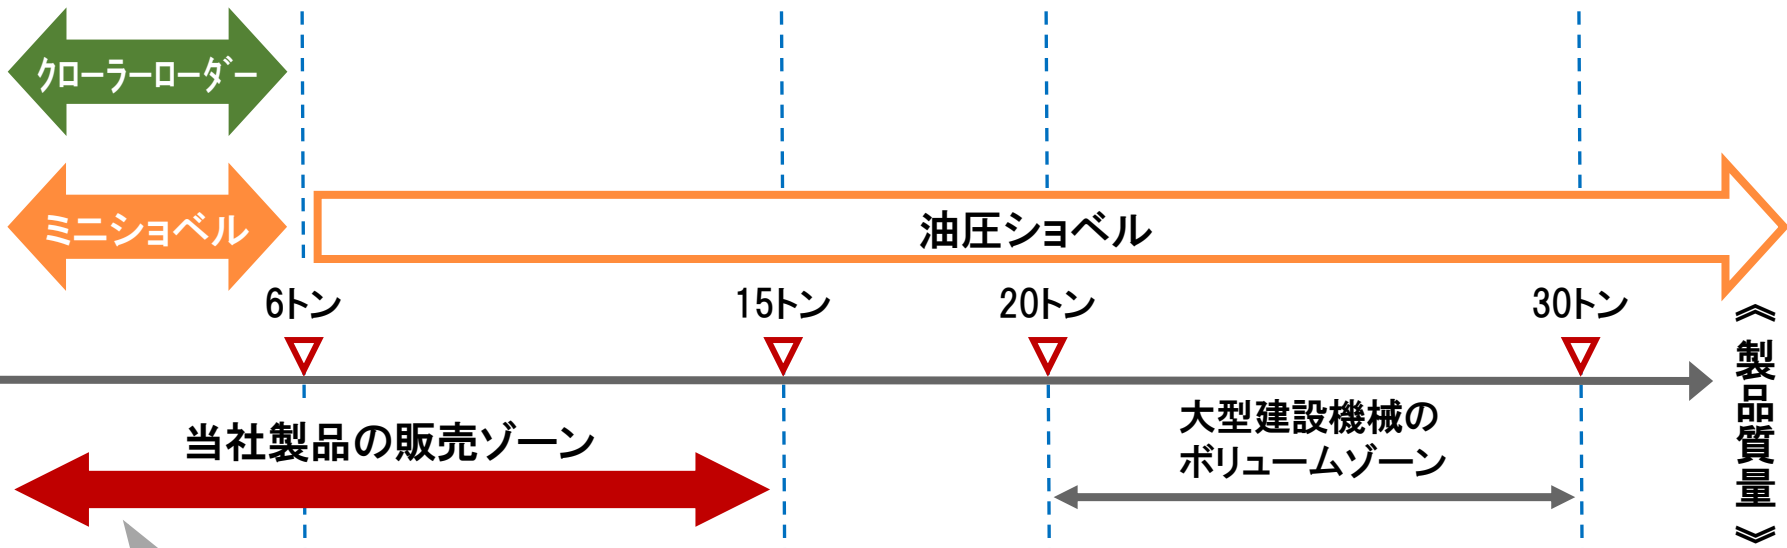 クローラーローダー
ミニショベル
油圧ショベル
6トン
15トン
20トン
30トン
《製品質量》
当社製品の販売ゾーン
大型建設機械の
ボリュームゾーン